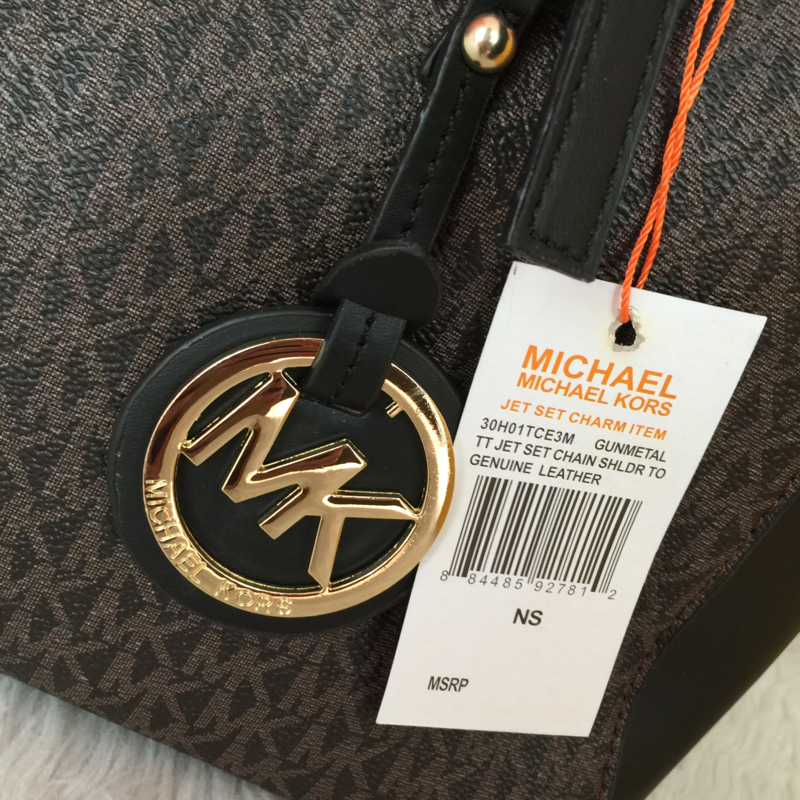 MK
MICHAEL KORS
MICHAEL
MICHAEL KORS
JET SET CHARM ITEM
30H01TCE3M GUNMETAL
TT JET SET CHAIN SHLDR TO
GENUINE LEATHER
8 84485 92781 2
NS
MSRP